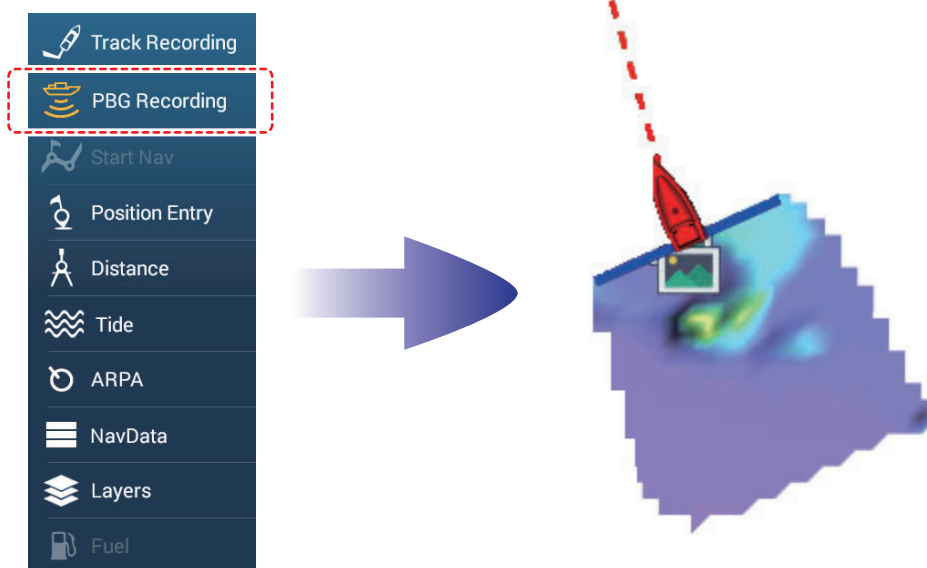 Track Recording
PBG Recording
Start Nav
Position Entry
Distance
Tide
ARPA
NavData
Layers
Fuel